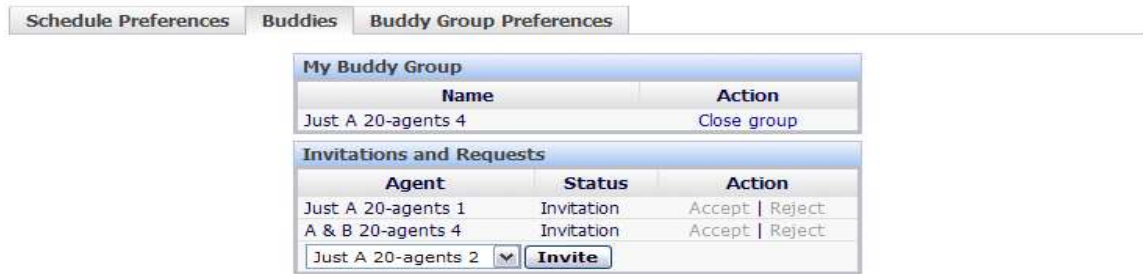 Schedule Preferences Buddies Buddy Group Preferences
My Buddy Group
Name Action
Just A 20-agents 4 Close group
Invitations and Requests
Agent Status Action
Just A 20-agents 1 Invitation Accept | Reject
A & B 20-agents 4 Invitation Accept | Reject
Just A 20-agents 2 Invite